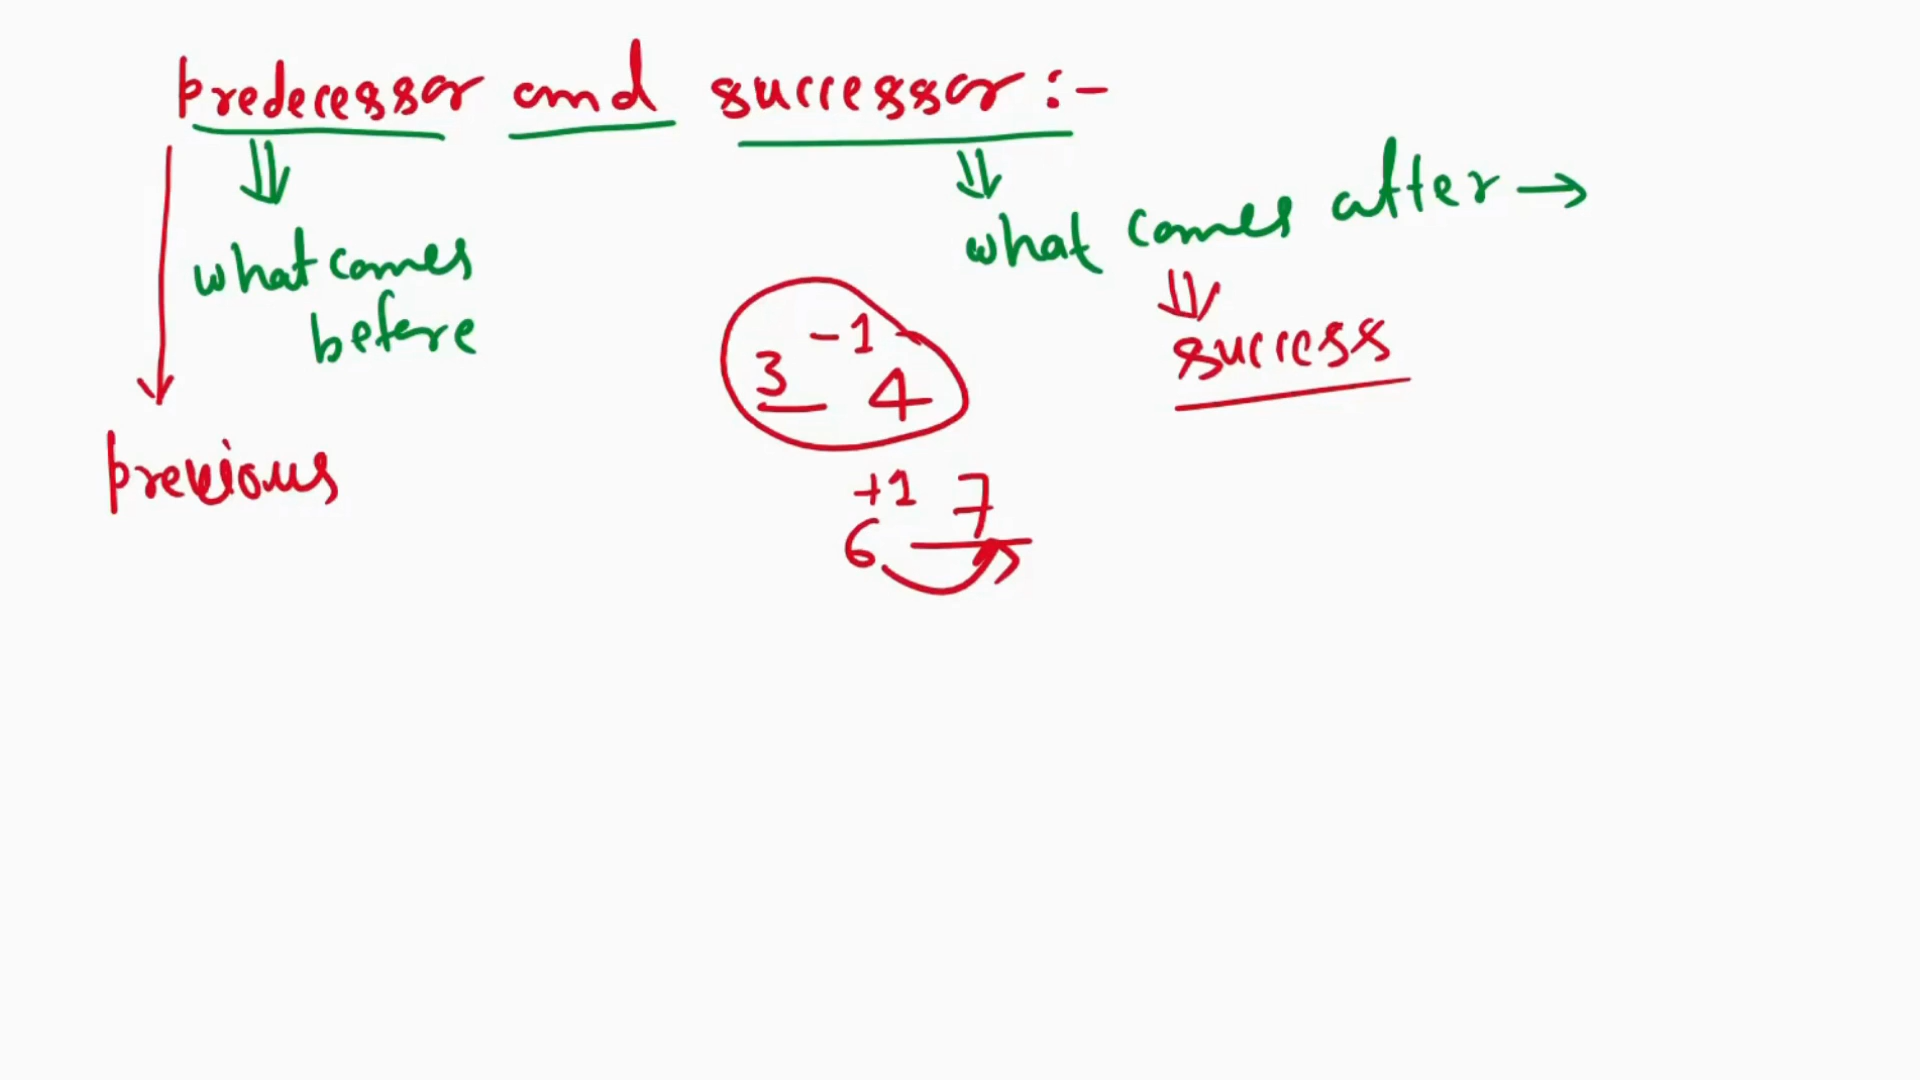 predecessor and successor :-
what comes before
what comes after →
success
previous
3 -1 4
+1 7
6